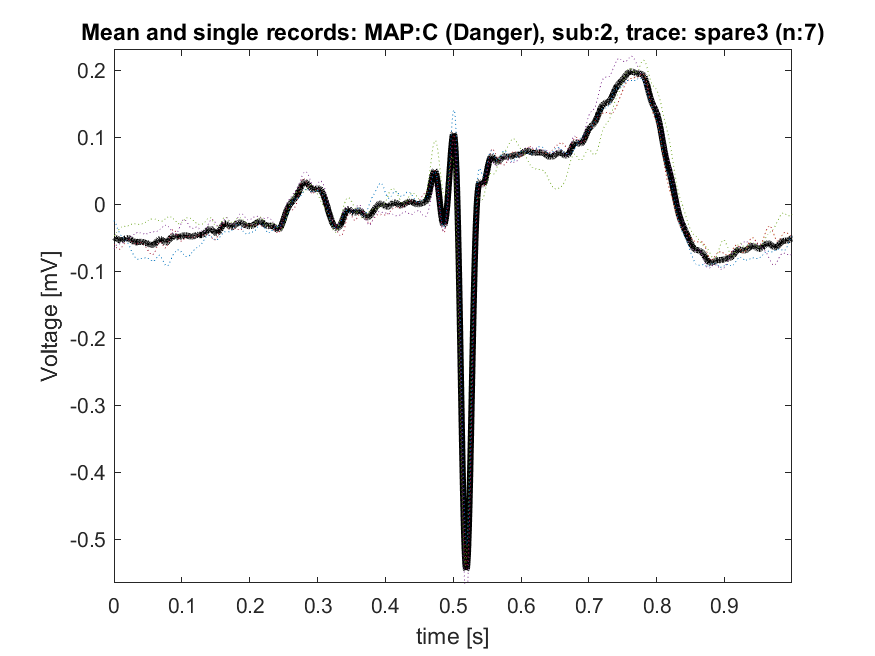 Mean and single records: MAP:C (Danger), sub:2, trace: spare3 (n:7)
0.2
0.1
0
-0.1
-0.2
-0.3
-0.4
-0.5
Voltage [mV]
0 0.1 0.2 0.3 0.4 0.5 0.6 0.7 0.8 0.9
time [s]